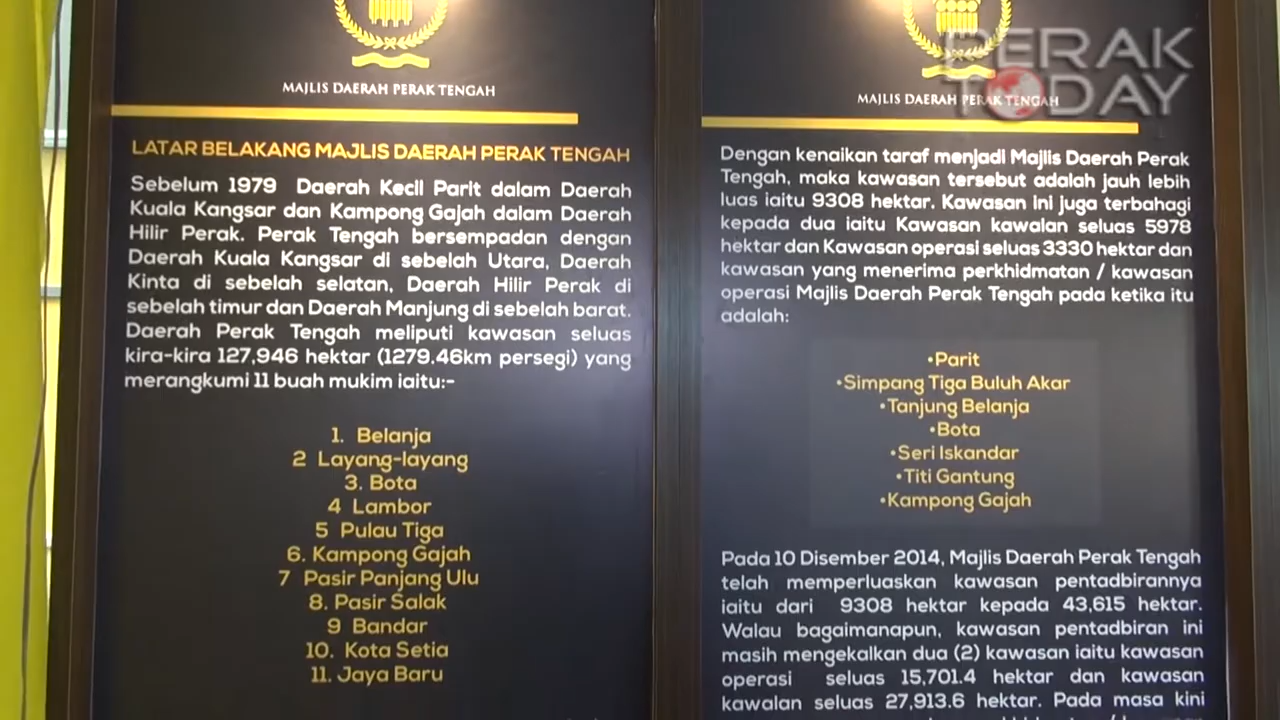 MAJLIS DAERAH PERAK TENGAH
LATAR BELAKANG MAJLIS DAERAH PERAK TENGAH
Sebelum 1979 Daerah Kecil Parit dalam Daerah
Kuala Kangsar dan Kampong Gajah dalam Daerah
Hilir Perak. Perak Tengah bersempadan dengan
Daerah Kuala Kangsar di sebelah Utara, Daerah
Kinta di sebelah selatan, Daerah Hilir Perak di
sebelah timur dan Daerah Manjung di sebelah barat.
Daerah Perak Tengah meliputi kawasan seluas
kira-kira 127,946 hektar (1279.46km persegi) yang
merangkumi 11 buah mukim iaitu:-
1. Belanja
2 Layang-layang
3. Bota
4 Lambor
5 Pulau Tiga
6. Kampong Gajah
7 Pasir Panjang Ulu
8. Pasir Salak
9 Bandar
10. Kota Setia
11. Jaya Baru
PERAK
TODAY
MAJLIS DAERAH PERAK TENGAH
Dengan kenaikan taraf menjadi Majlis Daerah Perak
Tengah, maka kawasan tersebut adalah jauh lebih
luas iaitu 9308 hektar. Kawasan ini juga terbahagi
kepada dua iaitu Kawasan kawalan seluas 5978
hektar dan Kawasan operasi seluas 3330 hektar dan
kawasan yang menerima perkhidmatan / kawasan
operasi Majlis Daerah Perak Tengah pada ketika itu
adalah:
•Parit
•Simpang Tiga Buluh Akar
•Tanjung Belanja
•Bota
•Seri Iskandar
•Titi Gantung
•Kampong Gajah
Pada 10 Disember 2014, Majlis Daerah Perak Tengah
telah memperluaskan kawasan pentadbirannya
iaitu dari 9308 hektar kepada 43,615 hektar.
Walau bagaimanapun, kawasan pentadbiran ini
masih mengekalkan dua (2) kawasan iaitu kawasan
operasi seluas 15,701.4 hektar dan kawasan
kawalan seluas 27,913.6 hektar. Pada masa kini